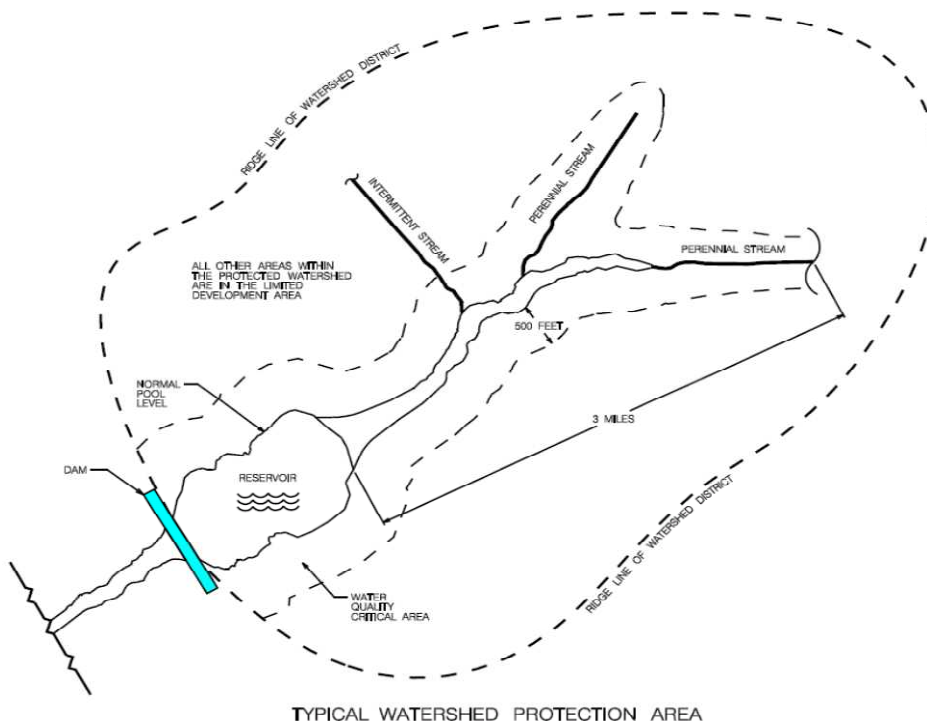 RIDGE LINE OF WATERSHED DISTRICT
INTERMITTENT STREAM
PERENNIAL STREAM
PERENNIAL STREAM
ALL OTHER AREAS WITHIN
THE PROTECTED WATERSHED
ARE IN THE LIMITED
DEVELOPMENT AREA
500 FEET
NORMAL
POOL
LEVEL
3 MILES
DAM
RESERVOIR
RIDGE LINE OF WATERSHED DISTRICT
WATER
QUALITY
CRITICAL AREA
TYPICAL WATERSHED PROTECTION AREA